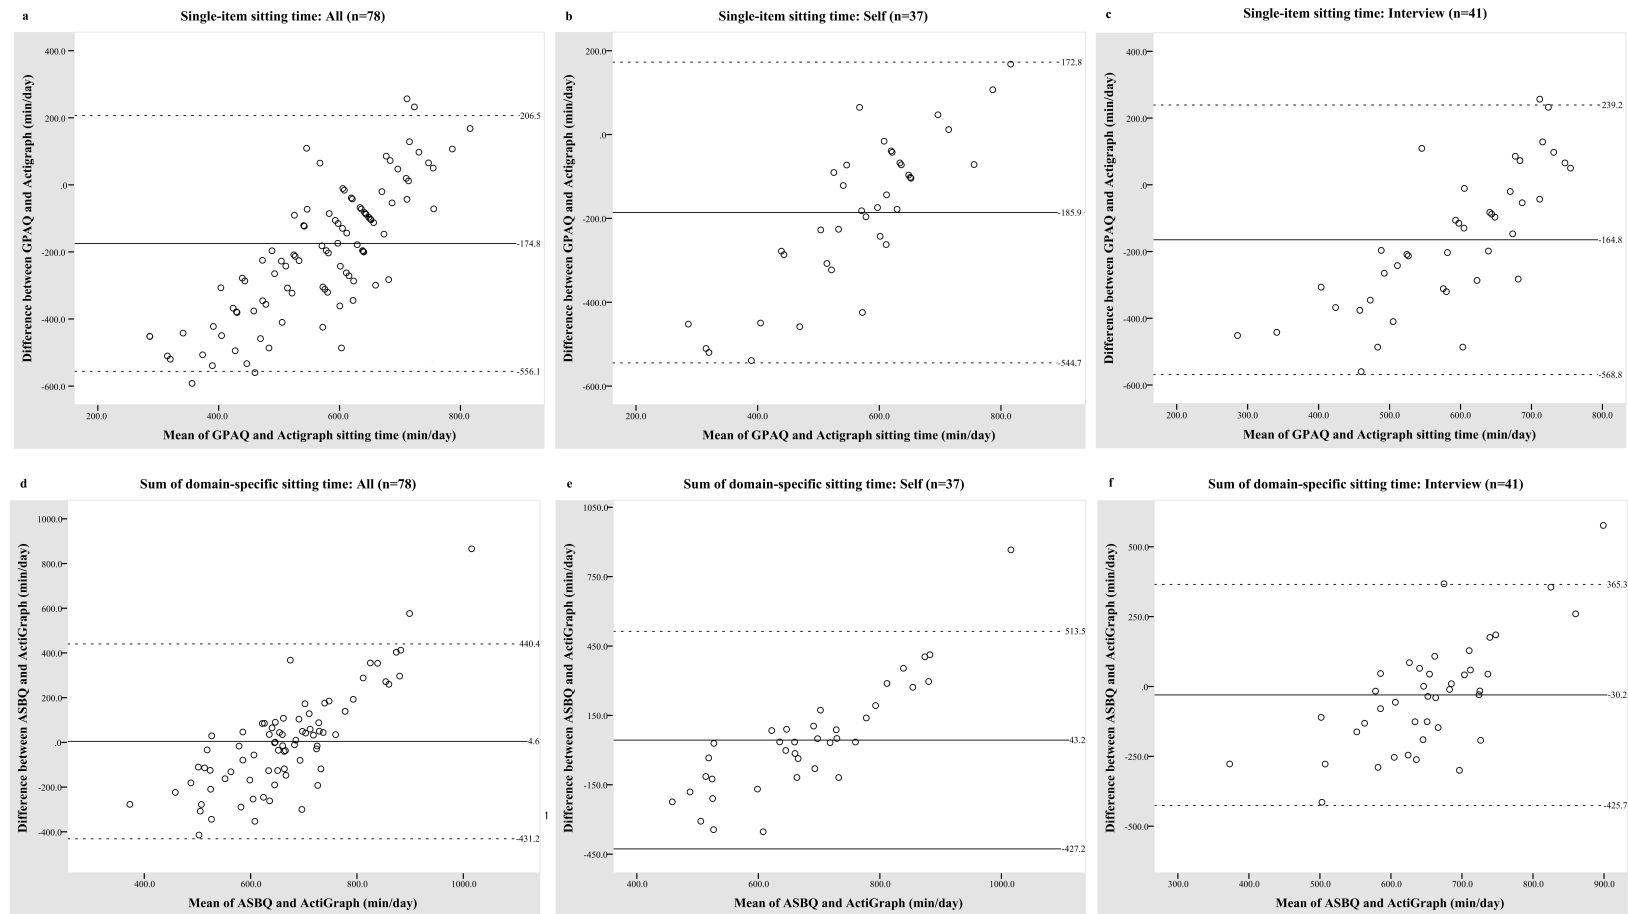 a Single-item sitting time: All (n=78)
Difference between GPAQ and Actigraph (min/day)
400.0
200.0
.0
-200.0
-400.0
-600.0
206.5
-174.8
-556.1
200.0 400.0 600.0 800.0
Mean of GPAQ and Actigraph sitting time (min/day)
b Single-item sitting time: Self (n=37)
Difference between GPAQ and Actigraph (min/day)
200.0
.0
-200.0
-400.0
-600.0
-172.8
-185.9
-544.7
200.0 400.0 600.0 800.0
Mean of GPAQ and Actigraph sitting time (min/day)
c Single-item sitting time: Interview (n=41)
Difference between GPAQ and Actigraph (min/day)
400.0
200.0
.0
-200.0
-400.0
-600.0
239.2
-164.8
-568.8
200.0 300.0 400.0 500.0 600.0 700.0 800.0
Mean of GPAQ and Actigraph sitting time (min/day)
d Sum of domain-specific sitting time: All (n=78)
Difference between ASBQ and ActiGraph (min/day)
1000.0
800.0
600.0
400.0
200.0
.0
-200.0
-400.0
440.4
4.6
-431.2
400.0 600.0 800.0 1000.0
Mean of ASBQ and ActiGraph (min/day)
1
e Sum of domain-specific sitting time: Self (n=37)
Difference between ASBQ and ActiGraph (min/day)
1050.0
750.0
450.0
150.0
-150.0
-450.0
513.5
43.2
-427.2
400.0 600.0 800.0 1000.0
Mean of ASBQ and ActiGraph (min/day)
f Sum of domain-specific sitting time: Interview (n=41)
Difference between ASBQ and ActiGraph (min/day)
500.0
250.0
.0
-250.0
-500.0
365.3
-30.2
-425.7
300.0 400.0 500.0 600.0 700.0 800.0 900.0
Mean of ASBQ and ActiGraph (min/day)